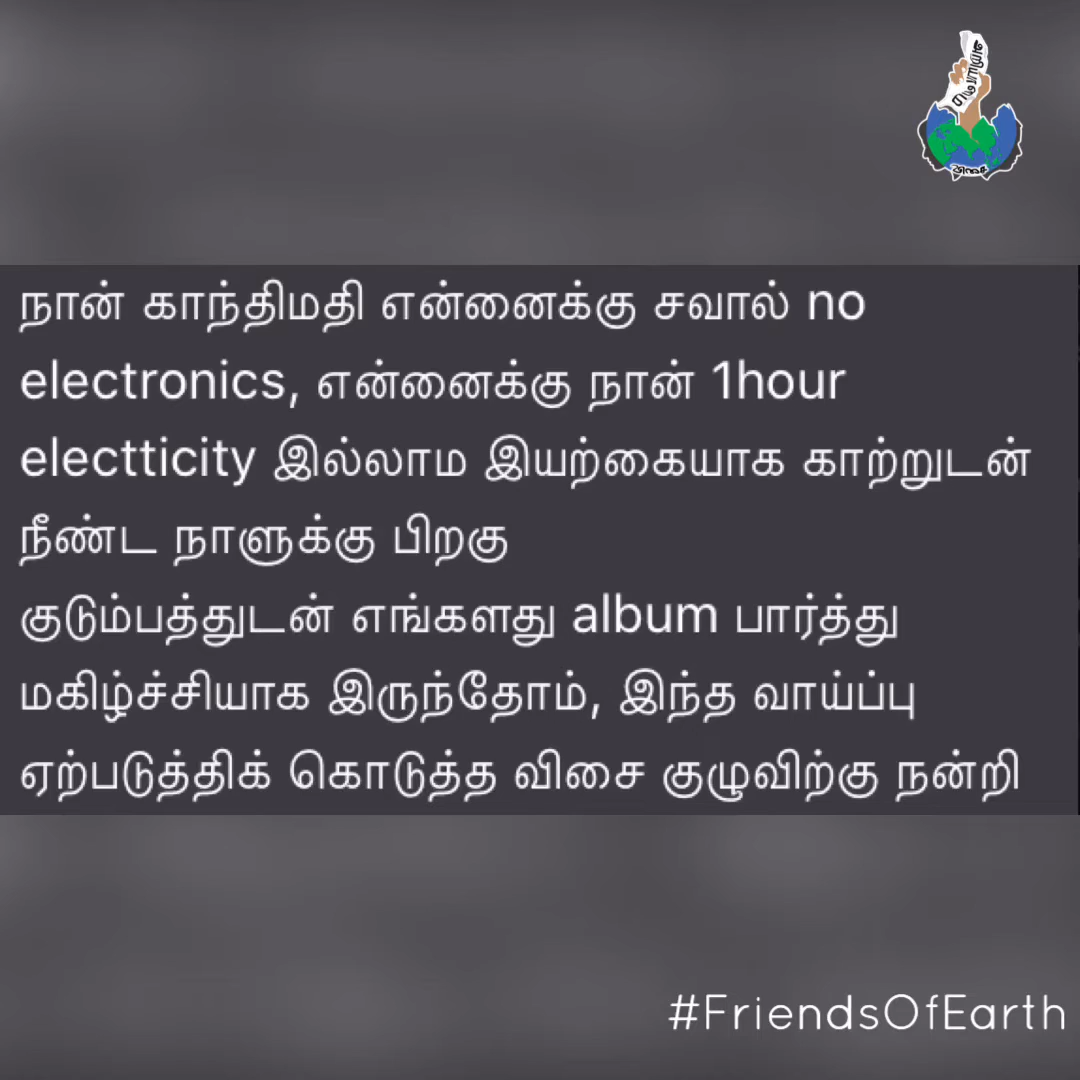 நான் காந்திமதி என்னைக்கு சவால் no
electronics, என்னைக்கு நான் 1hour
electticity இல்லாம இயற்கையாக காற்றுடன்
நீண்ட நாளுக்கு பிறகு
குடும்பத்துடன் எங்களது album பார்த்து
மகிழ்ச்சியாக இருந்தோம், இந்த வாய்ப்பு
ஏற்படுத்திக் கொடுத்த விசை குழுவிற்கு நன்றி
#FriendsOfEarth